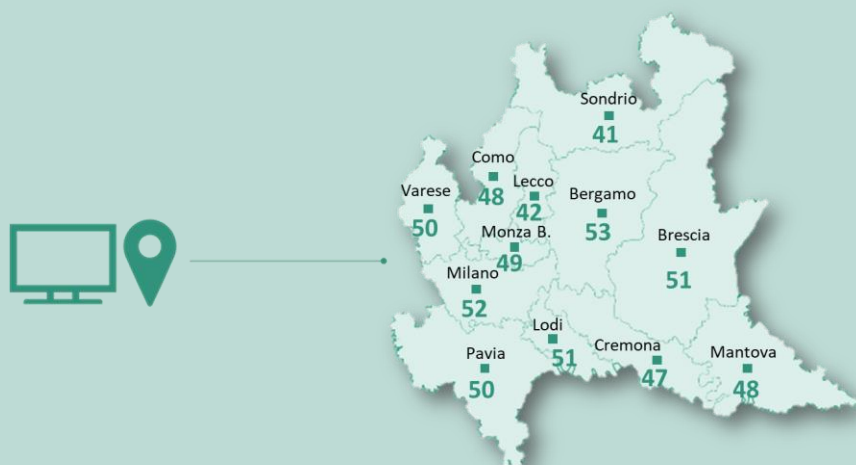 Sondrio
41
Como
48
Lecco
42
Varese
50
Bergamo
53
Monza B.
49
Brescia
51
Milano
52
Lodi
51
Cremona
47
Pavia
50
Mantova
48